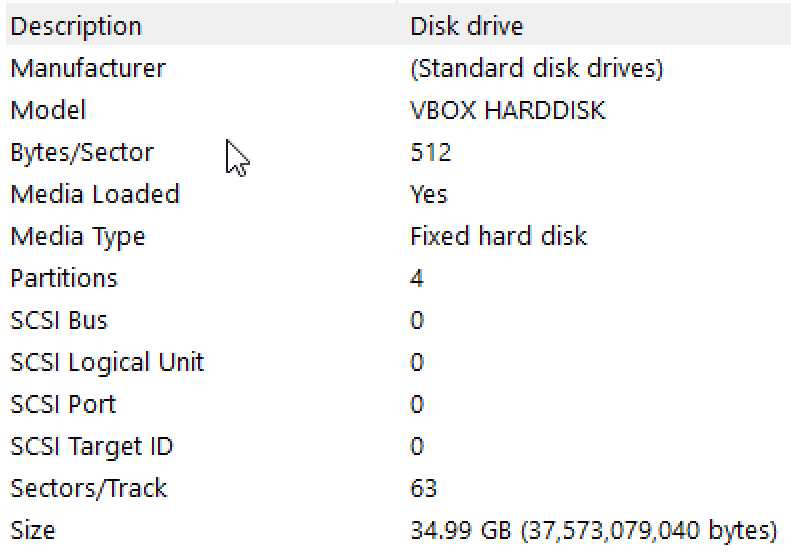 Description Disk drive
Manufacturer (Standard disk drives)
Model VBOX HARDDISK
Bytes/Sector 512
Media Loaded Yes
Media Type Fixed hard disk
Partitions 4
SCSI Bus 0
SCSI Logical Unit 0
SCSI Port 0
SCSI Target ID 0
Sectors/Track 63
Size 34.99 GB (37,573,079,040 bytes)